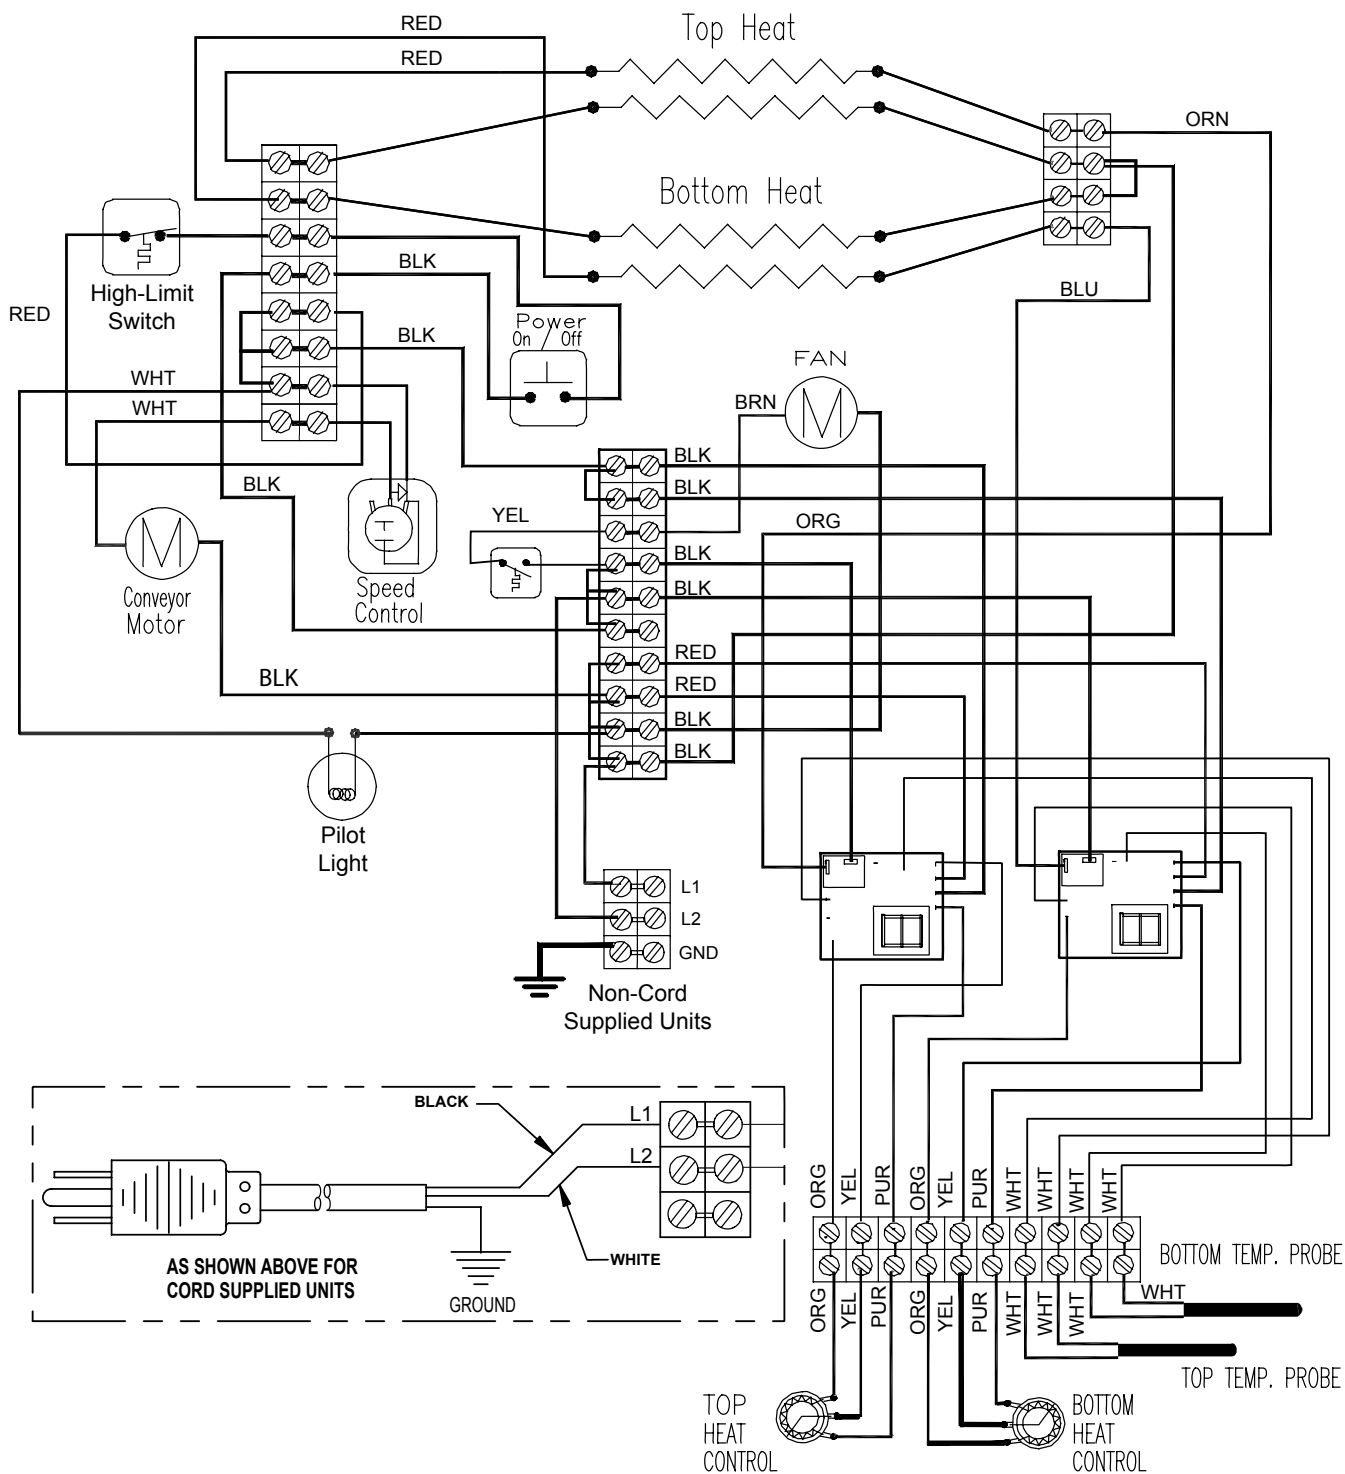 RED
Top Heat
RED
ORN
Bottom Heat
BLK
High-Limit
Switch
BLU
RED
Power
On / Off
BLK
FAN
WHT
BRN
WHT
BLK
BLK
BLK
YEL
ORG
BLK
Speed
Control
BLK
Conveyor
Motor
RED
BLK
RED
BLK
BLK
Pilot
Light
L1
L2
GND
Non-Cord
Supplied Units
BLACK
L1
L2
WHITE
AS SHOWN ABOVE FOR
CORD SUPPLIED UNITS
GROUND
ORG
YEL
PUR
ORG
YEL
PUR
WHT
WHT
WHT
WHT
BOTTOM TEMP. PROBE
ORG
YEL
PUR
ORG
YEL
PUR
WHT
WHT
WHT
WHT
TOP TEMP. PROBE
TOP
HEAT
CONTROL
BOTTOM
HEAT
CONTROL